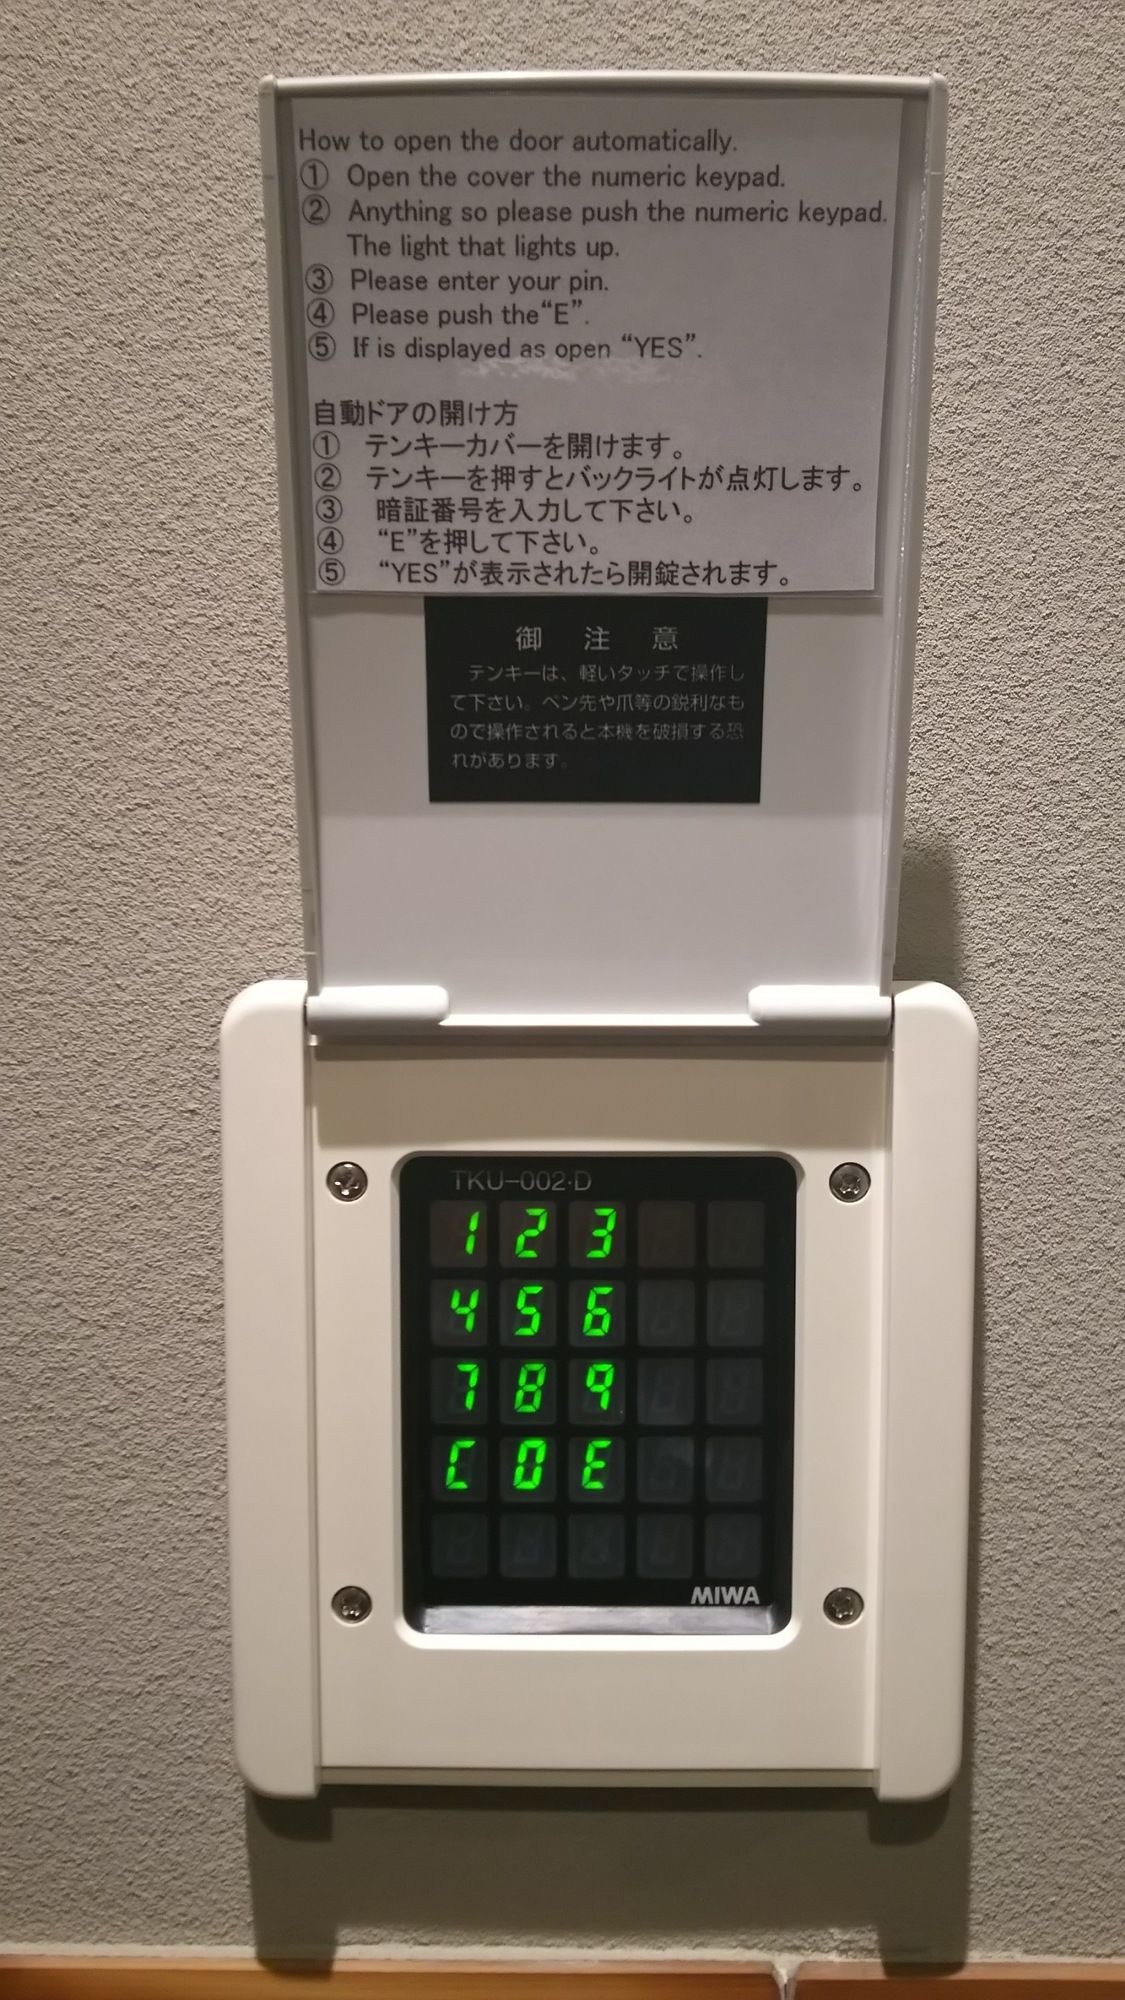 How to open the door automatically.
① Open the cover the numeric keypad.
② Anything so please push the numeric keypad.
The light that lights up.
③ Please enter your pin.
④ Please push the“E”.
⑤ If is displayed as open “YES”.
自動ドアの開け方
① テンキーカバーを開けます。
② テンキーを押すとバックライトが点灯します。
③ 暗証番号を入力して下さい。
④ “E”を押して下さい。
⑤ “YES”が表示されたら開錠されます。
御 注 意
テンキーは、軽いタッチで操作し
て下さい。ペン先や爪等の鋭利なも
ので操作されると本機を破損する恐
れがあります。
TKU-002·D
1 2 3
4 5 6
7 8 9
C 0 E
MIWA